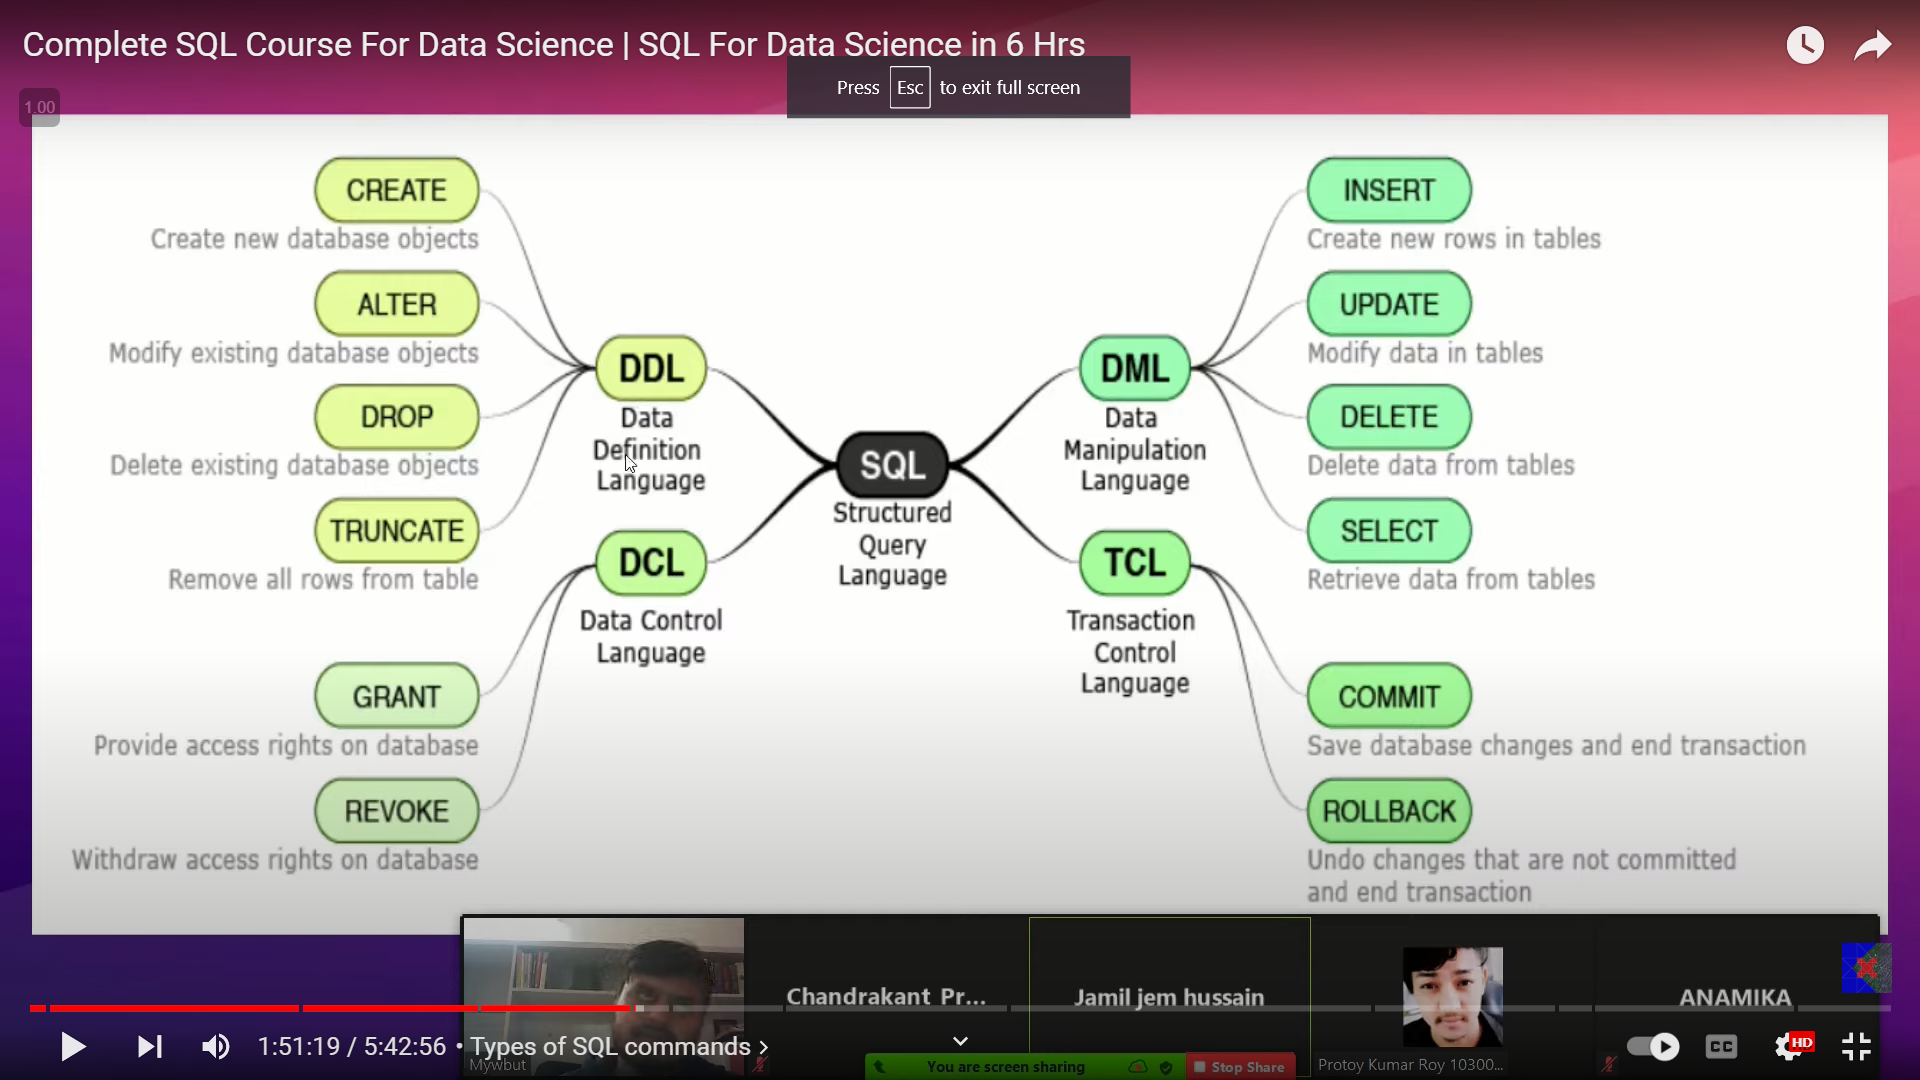 Complete SQL Course For Data Science | SQL For Data Science in 6 Hrs
Press Esc to exit full screen
1.00
CREATE
Create new database objects
ALTER
Modify existing database objects
DROP
Delete existing database objects
TRUNCATE
Remove all rows from table
GRANT
Provide access rights on database
REVOKE
Withdraw access rights on database
DDL
Data
Definition
Language
DCL
Data Control
Language
SQL
Structured
Query
Language
DML
Data
Manipulation
Language
TCL
Transaction
Control
Language
INSERT
Create new rows in tables
UPDATE
Modify data in tables
DELETE
Delete data from tables
SELECT
Retrieve data from tables
COMMIT
Save database changes and end transaction
ROLLBACK
Undo changes that are not committed
and end transaction
Chandrakant Pr...
Jamil jem hussain
ANAMIKA
1:51:19 / 5:42:56 • Types of SQL commands
CC
HD
Mywbut
You are screen sharing
Stop Share
Protoy Kumar Roy 10300...